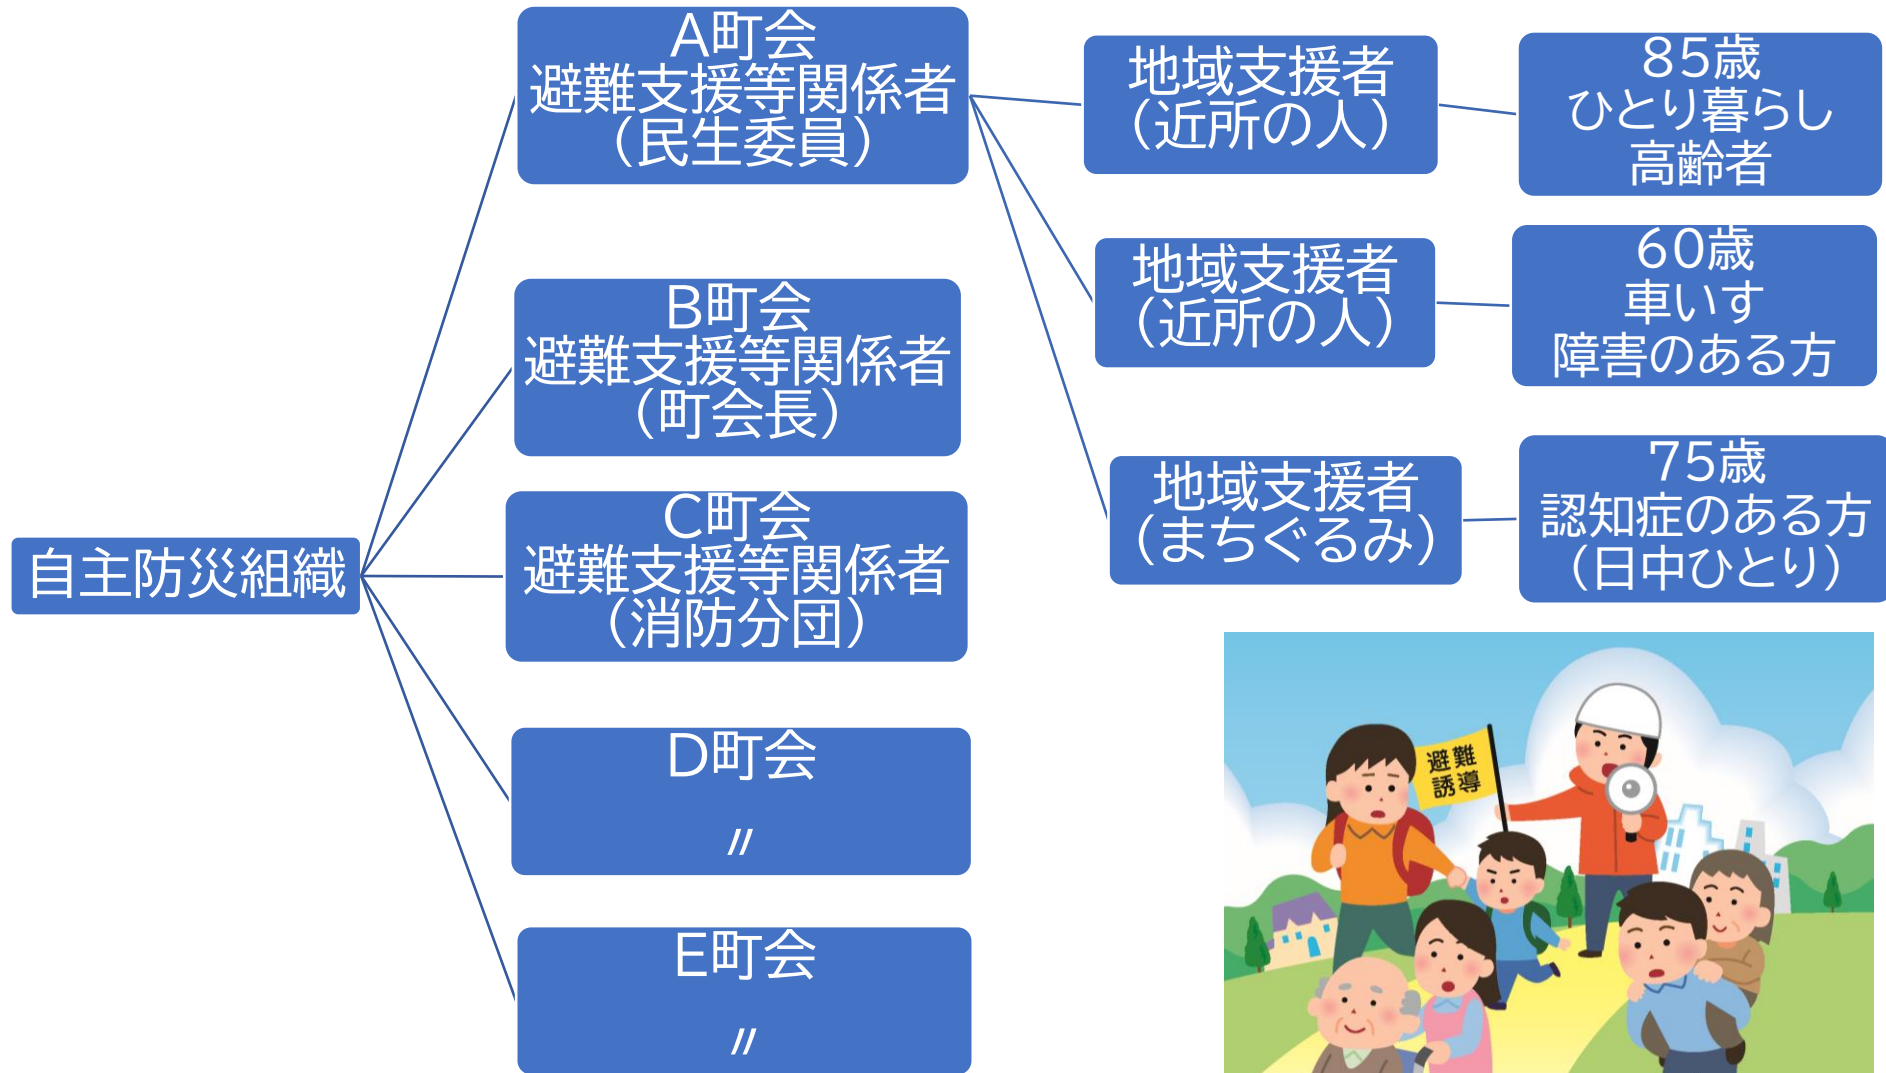 自主防災組織
A町会
避難支援等関係者
(民生委員)
B町会
避難支援等関係者
(町会長)
C町会
避難支援等関係者
(消防分団)
D町会
〃
E町会
〃
地域支援者
(近所の人)
85歳
ひとり暮らし
高齢者
地域支援者
(近所の人)
60歳
車いす
障害のある方
地域支援者
(まちぐるみ)
75歳
認知症のある方
(日中ひとり)
避難
誘導